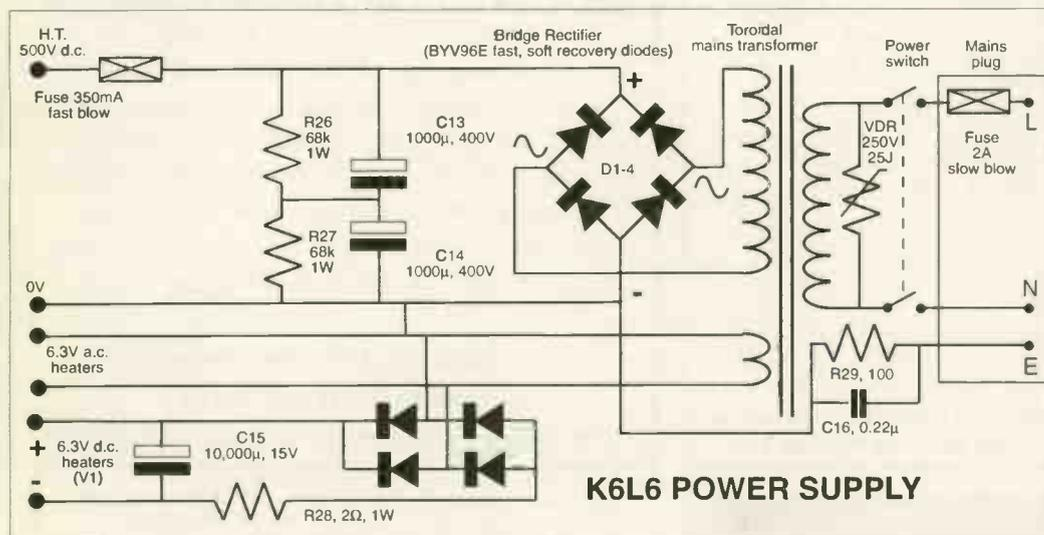 H.T.
500V d.c.
Fuse 350mA
fast blow
Bridge Rectifier
(BYV96E fast, soft recovery diodes)
Toroidal
mains transformer
Power
switch
Mains
plug
R26
68k
1W
C13
1000µ, 400V
+
D1-4
VDR
250V
25J
L
Fuse
2A
slow blow
R27
68k
1W
C14
1000µ, 400V
0V
-
N
6.3V a.c.
heaters
R29, 100
E
C16, 0.22µ
+
6.3V d.c.
heaters
(V1)
-
C15
10,000µ, 15V
R28, 2Ω, 1W
K6L6 POWER SUPPLY